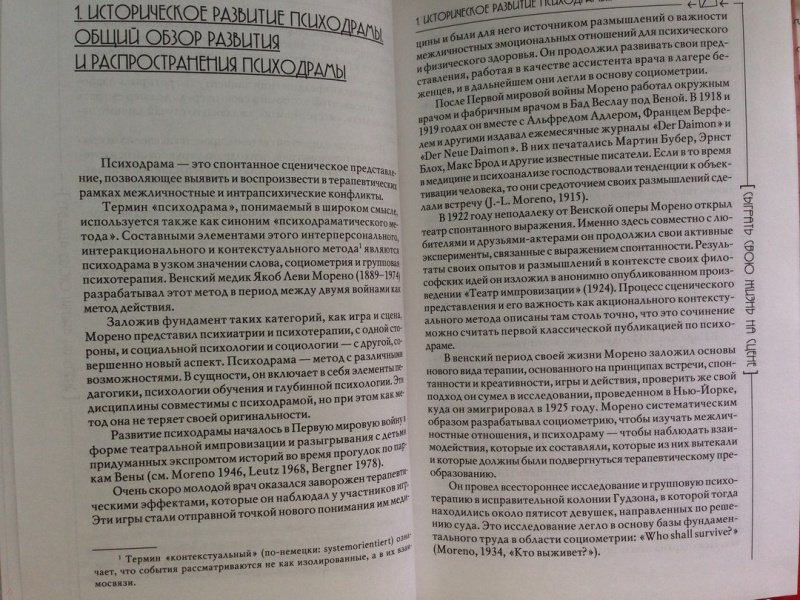 1. ИСТОРИЧЕСКОЕ РАЗВИТИЕ ПСИХОДРАМЫ
ОБЩИЙ ОБЗОР РАЗВИТИЯ
И РАСПРОСТРАНЕНИЯ ПСИХОДРАМЫ
Психодрама — это спонтанное сценическое представле-
ние, позволяющее выявить и воспроизвести в терапевтических
рамках межличностные и интрапсихические конфликты.
Термин «психодрама», понимаемый в широком смысле,
используется также как синоним «психодраматического ме-
тода». Составными элементами этого интерперсонального,
интеракционального и контекстуального метода¹ являются
психодрама в узком значении слова, социометрия и групповая
психотерапия. Венский медик Якоб Леви Морено (1889–1974)
разрабатывал этот метод в период между двумя войнами как
метод действия.
Заложив фундамент таких категорий, как игра и сцена,
Морено представил психиатрии и психотерапии, с одной сто-
роны, и социальной психологии и социологии — с другой, со-
вершенно новый аспект. Психодрама — метод с различными
возможностями. В сущности, он включает в себя элементы пе-
дагогики, психологии обучения и глубинной психологии. Эти
дисциплины совместимы с психодрамой, но при этом как ме-
тод она не теряет своей оригинальности.
Развитие психодрамы началось в Первую мировую войну в
форме театральной импровизации и разыгрывания с детьми
придуманных экспромтом историй во время прогулок по пар-
кам Вены (см. Moreno 1946, Leutz 1968, Bergner 1978).
Очень скоро молодой врач оказался заворожен терапевти-
ческими эффектами, которые он наблюдал у участников игр.
Эти игры стали отправной точкой нового понимания им меди-
¹ Термин «контекстуальный» (по-немецки: systemorientiert) озна-
чает, что события рассматриваются не как изолированные, а в их взаи-
мосвязи.
1. ИСТОРИЧЕСКОЕ РАЗВИТИЕ ПСИХОДРАМЫ
цины и были для него источником размышлений о важности
межличностных эмоциональных отношений для психического
и физического здоровья. Он продолжил развивать свои пред-
ставления, работая в качестве ассистента врача в лагере бе-
женцев, и в дальнейшем они легли в основу социометрии.
После Первой мировой войны Морено работал окружным
врачом и фабричным врачом в Бад Веслау под Веной. В 1918 и
1919 годах он вместе с Альфредом Адлером, Францем Верфе-
лем и другими издавал ежемесячные журналы «Der Daimon» и
«Der Neue Daimon». В них печатались Мартин Бубер, Эрнст
Блох, Макс Брод и другие известные писатели. Если в то время
в медицине и психоанализе господствовали тенденции к объек-
тивации человека, то они средоточием своих размышлений сде-
лали встречу (J.-L. Moreno, 1915).
В 1922 году неподалеку от Венской оперы Морено открыл
театр спонтанного выражения. Именно здесь совместно с лю-
бителями и друзьями-актерами он продолжил свои активные
эксперименты, связанные с выражением спонтанности. Резуль-
таты своих опытов и размышлений в контексте своих фило-
софских идей он изложил в анонимно опубликованном произ-
ведении «Театр импровизации» (1924). Процесс сценического
представления и его важность как акционального контексту-
ального метода описаны там столь точно, что это сочинение
можно считать первой классической публикацией по психо-
драме.
В венский период своей жизни Морено заложил основы
нового вида терапии, основанного на принципах встречи, спон-
танности и креативности, игры и действия, проверить же свой
подход он сумел в исследовании, проведенном в Нью-Йорке,
куда он эмигрировал в 1925 году. Морено систематическим
образом разрабатывал социометрию, чтобы изучать межлич-
ностные отношения, и психодраму — чтобы наблюдать взаи-
модействия, которые их составляли, которые из них вытекали
и которые должны были подвергнуться терапевтическому пре-
образованию.
Он провел всестороннее исследование и групповую психо-
терапию в исправительной колонии Гудзона, в которой тогда
находились около пятисот девушек, направленных по реше-
нию суда. Это исследование легло в основу базы фундамен-
тального труда в области социометрии: «Who shall survive?»
(Moreno, 1934, «Кто выживет?»).
СЫГРАТЬ СВОЮ ЖИЗНЬ НА СЦЕНЕ